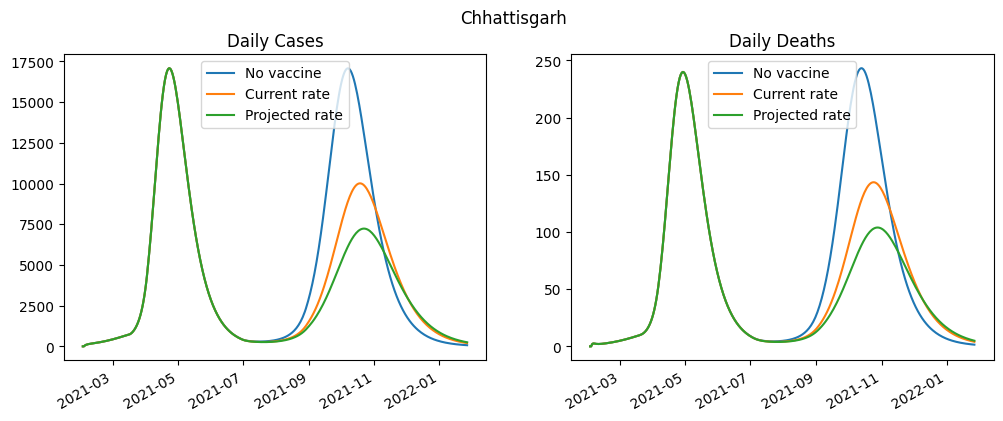 Chhattisgarh
Daily Cases
No vaccine
Current rate
Projected rate
17500
15000
12500
10000
7500
5000
2500
0
2021-03
2021-05
2021-07
2021-09
2021-11
2022-01
Daily Deaths
No vaccine
Current rate
Projected rate
250
200
150
100
50
0
2021-03
2021-05
2021-07
2021-09
2021-11
2022-01